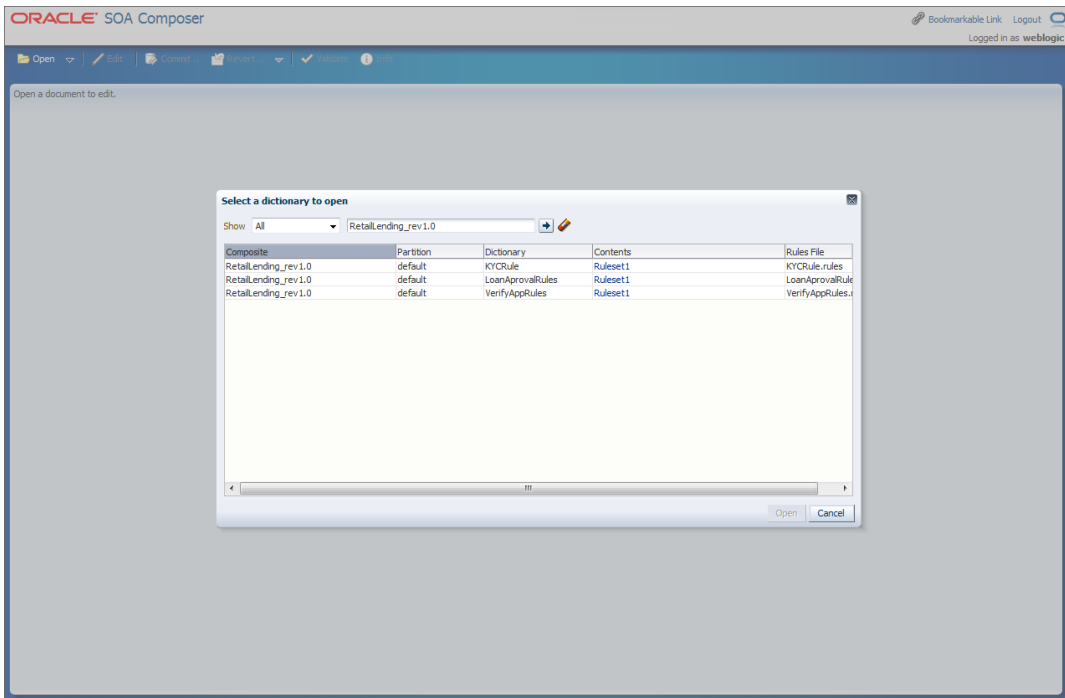 ORACLE® SOA Composer
Bookmarkable Link Logout
Logged in as weblogic
Open Edit Commit... Revert... Validate Info
Open a document to edit.
Select a dictionary to open
Show All RetailLending_rev1.0
Composite Partition Dictionary Contents Rules File
RetailLending_rev1.0 default KYCRule Ruleset1 KYCRule.rules
RetailLending_rev1.0 default LoanAprovalRules Ruleset1 LoanAprovalRule
RetailLending_rev1.0 default VerifyAppRules Ruleset1 VerifyAppRules.r
Open Cancel